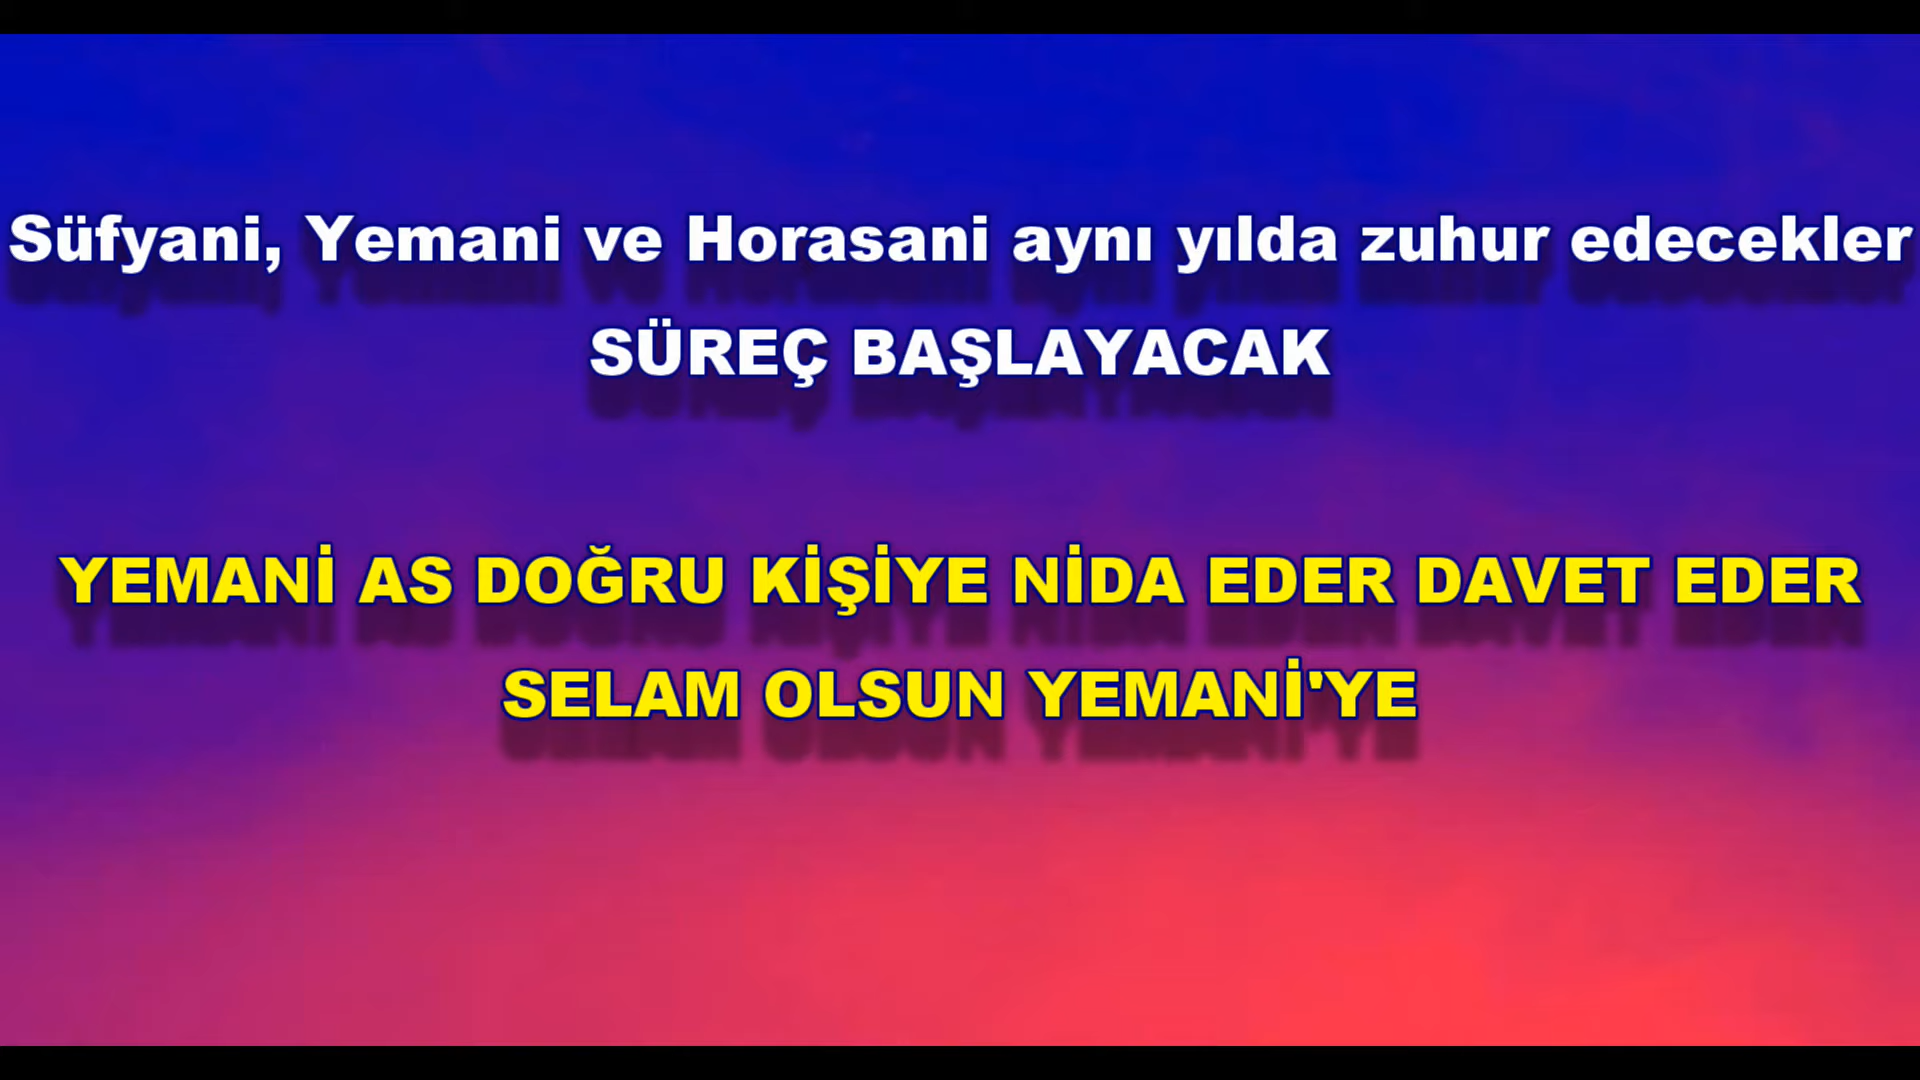 Süfyani, Yemani ve Horasani aynı yılda zuhur edecekler
SÜREÇ BAŞLAYACAK
YEMANİ AS DOĞRU KİŞİYE NİDA EDER DAVET EDER
SELAM OLSUN YEMANİ'YE